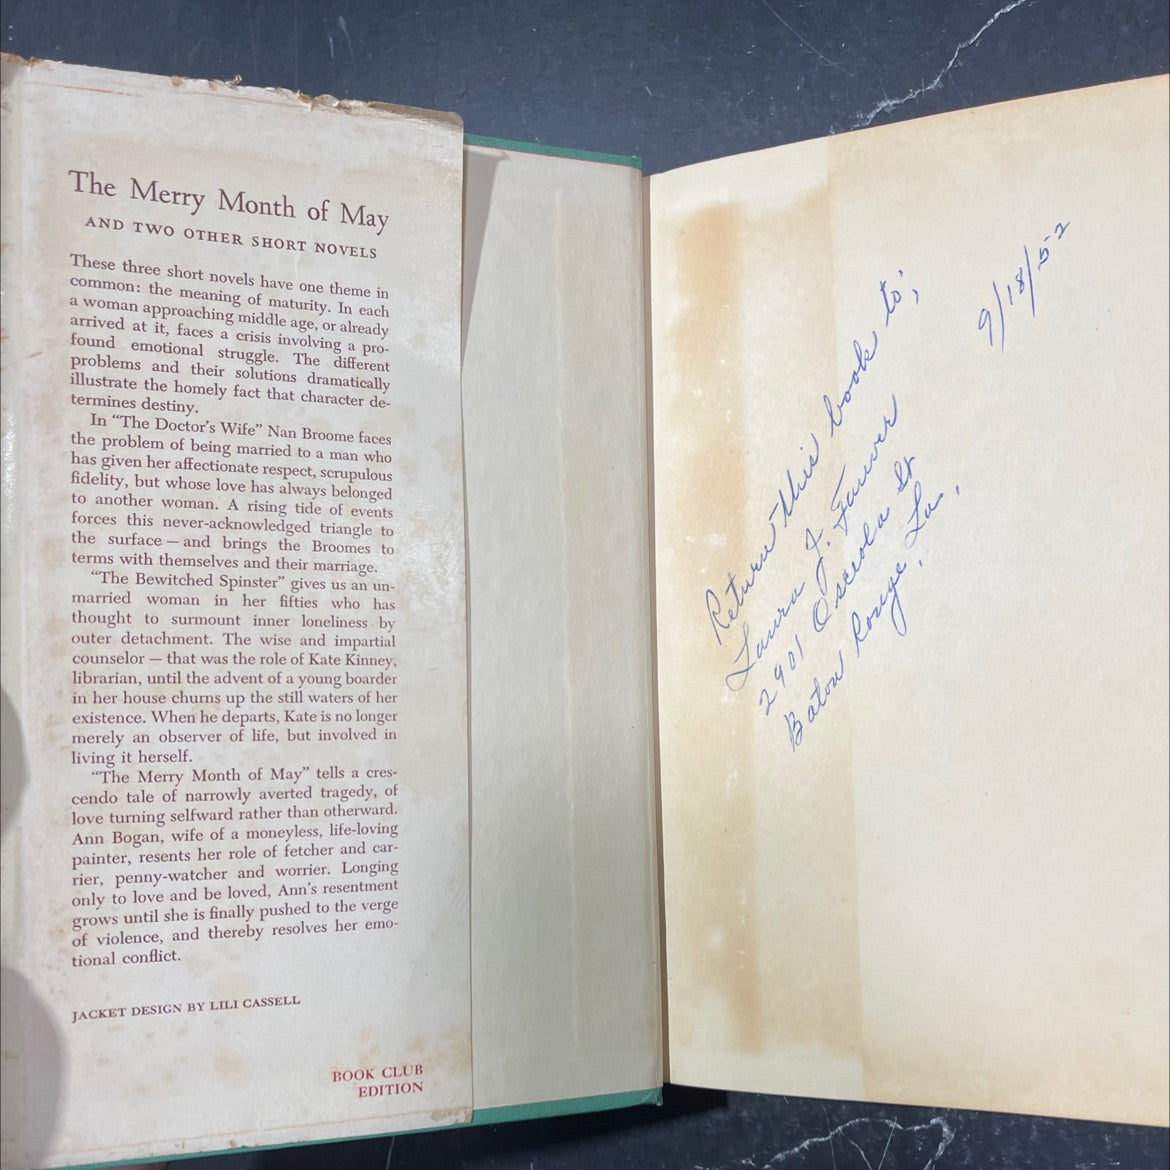 The Merry Month of May
AND TWO OTHER SHORT NOVELS
These three short novels have one theme in
common: the meaning of maturity. In each
a woman approaching middle age, or already
arrived at it, faces a crisis involving a pro-
found emotional struggle. The different
problems and their solutions dramatically
illustrate the homely fact that character de-
termines destiny.
In “The Doctor’s Wife” Nan Broome faces
the problem of being married to a man who
has given her affectionate respect, scrupulous
fidelity, but whose love has always belonged
to another woman. A rising tide of events
forces this never-acknowledged triangle to
the surface — and brings the Broomes to
terms with themselves and their marriage.
“The Bewitched Spinster” gives us an un-
married woman in her fifties who has
thought to surmount inner loneliness by
outer detachment. The wise and impartial
counselor — that was the role of Kate Kinney,
librarian, until the advent of a young boarder
in her house churns up the still waters of her
existence. When he departs, Kate is no longer
merely an observer of life, but involved in
living it herself.
“The Merry Month of May” tells a cres-
cendo tale of narrowly averted tragedy, of
love turning selfward rather than otherward.
Ann Bogan, wife of a moneyless, life-loving
painter, resents her role of fetcher and car-
rier, penny-watcher and worrier. Longing
only to love and be loved, Ann’s resentment
grows until she is finally pushed to the verge
of violence, and thereby resolves her emo-
tional conflict.
JACKET DESIGN BY LILI CASSELL
BOOK CLUB
EDITION
Return this book to;
Laura J.
2901 Osceola St
Baton Rouge, La.
9/18/52